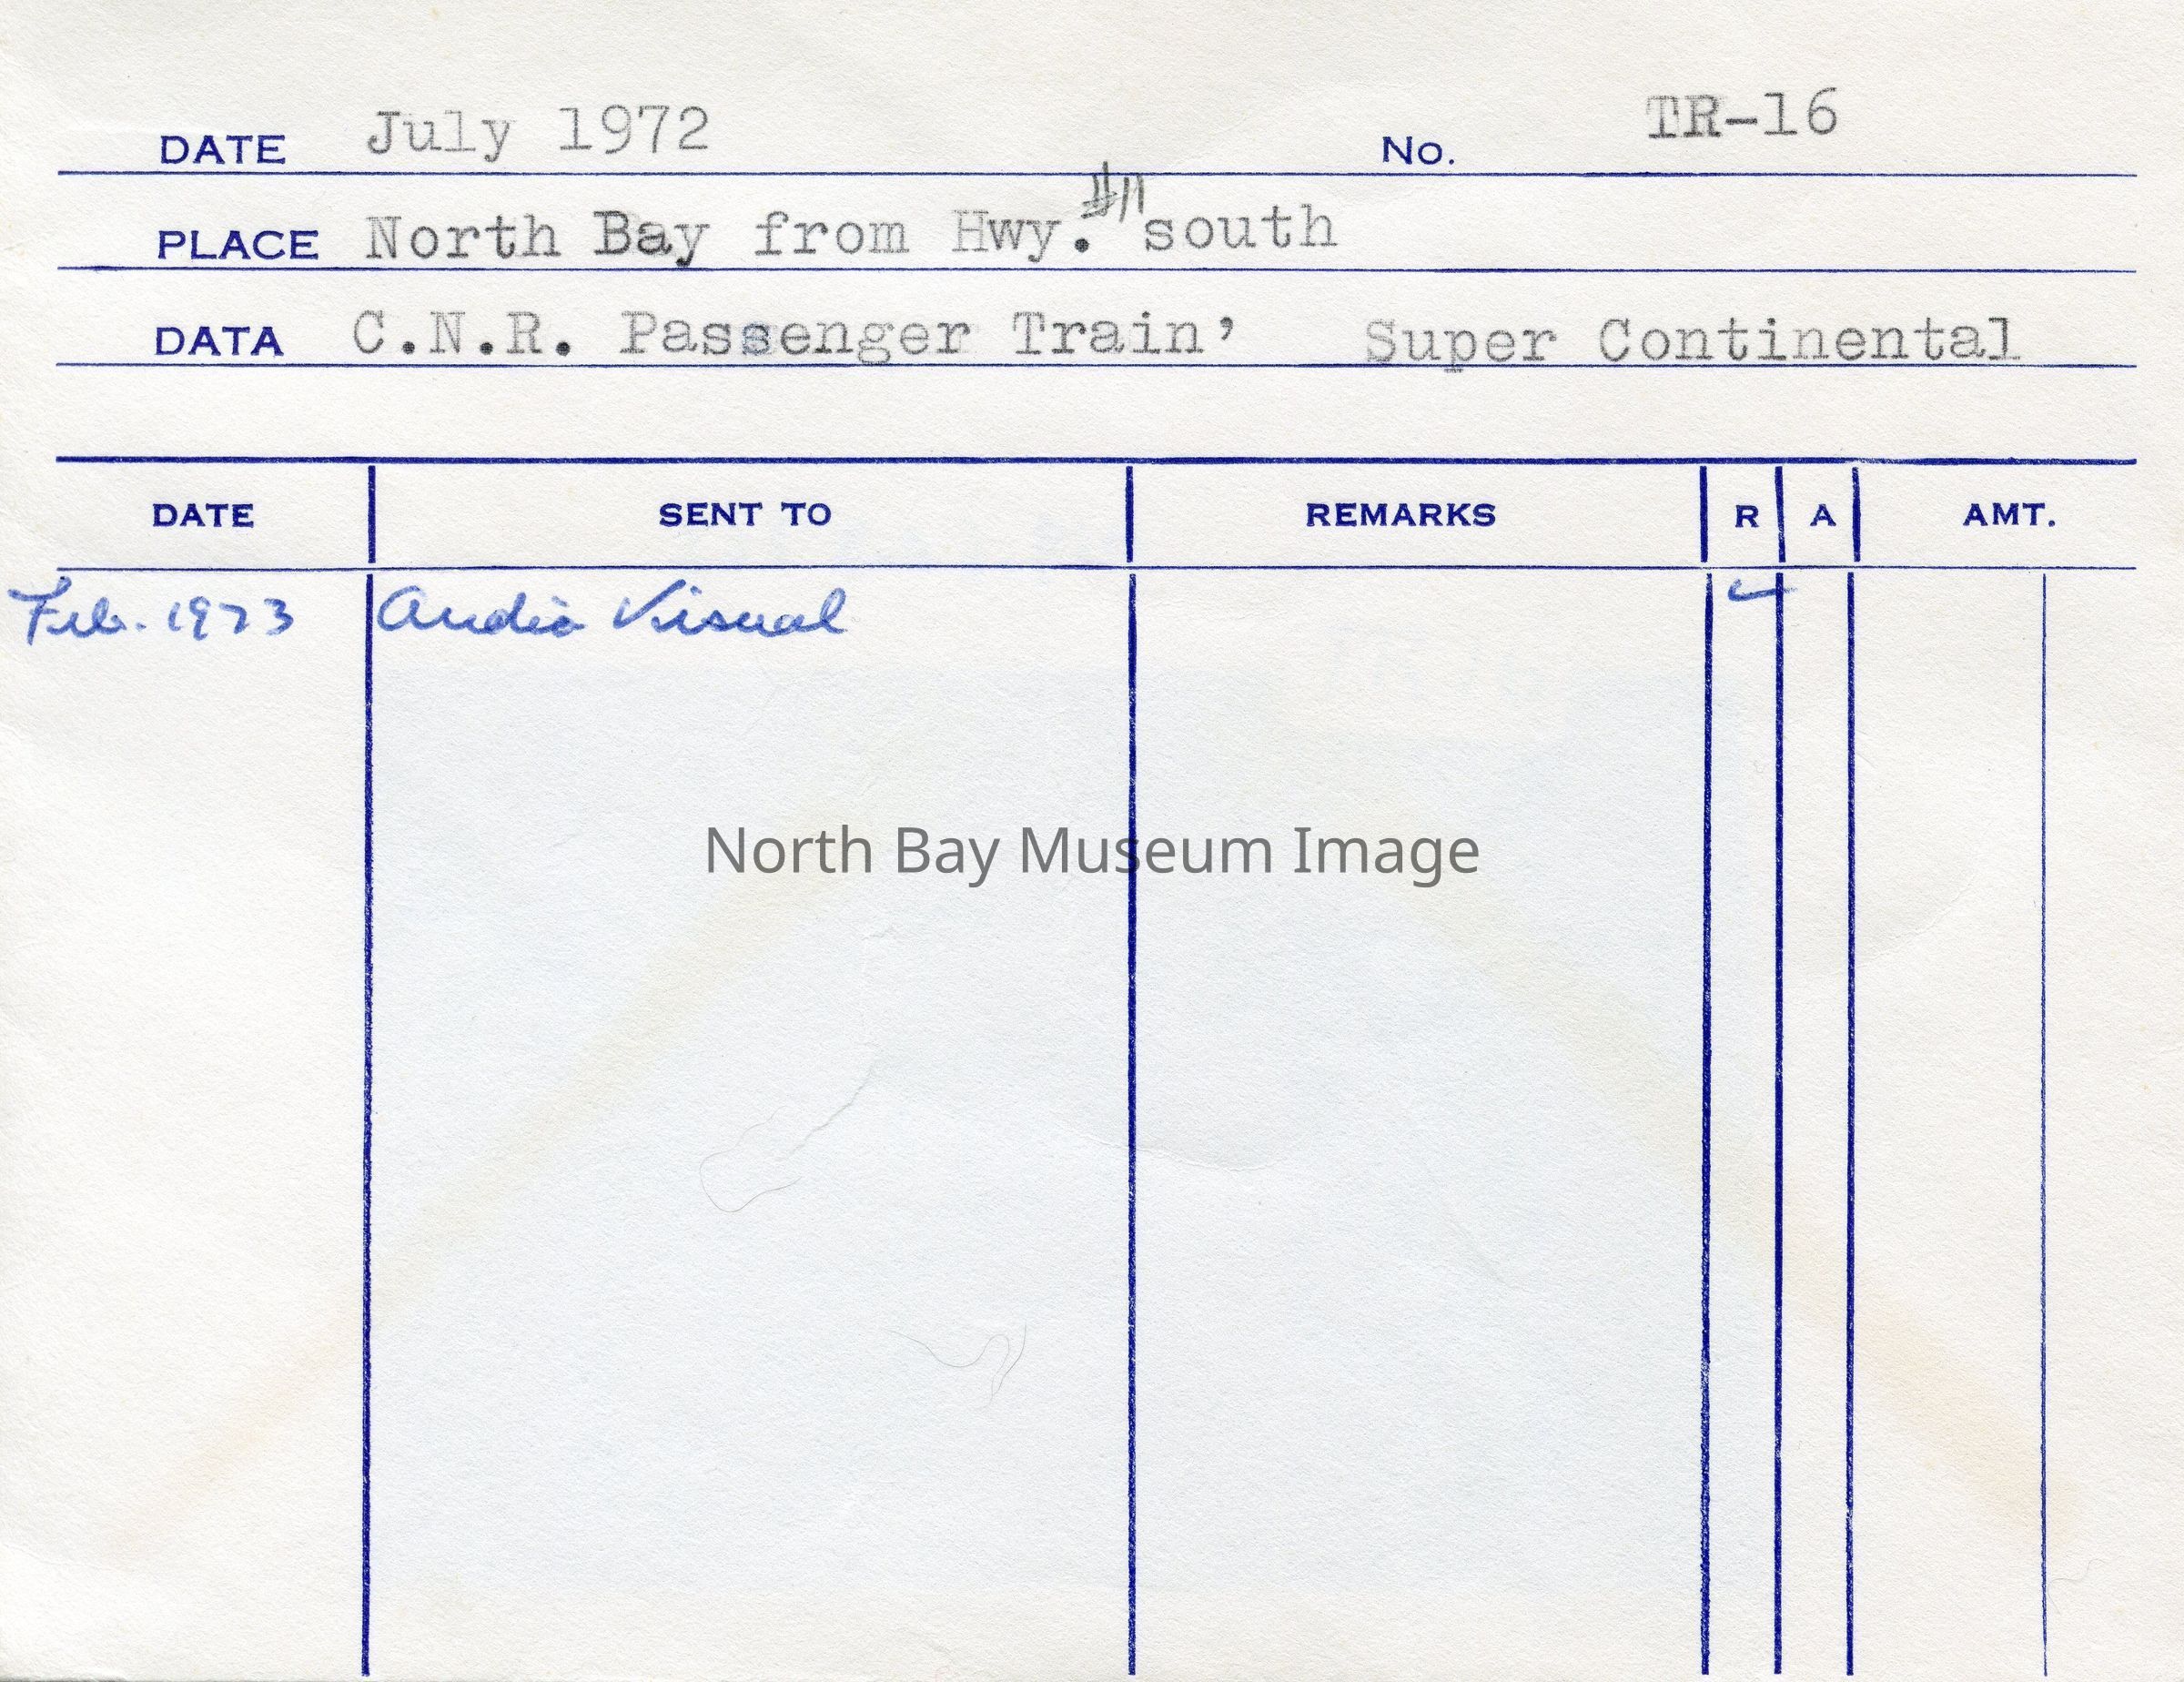 DATE July 1972 No. TR-16
PLACE North Bay from Hwy. #11 south
DATA C.N.R. Passenger Train' Super Continental
DATE SENT TO REMARKS R A AMT.
Feb. 1973 Audio Visual ✓
North Bay Museum Image